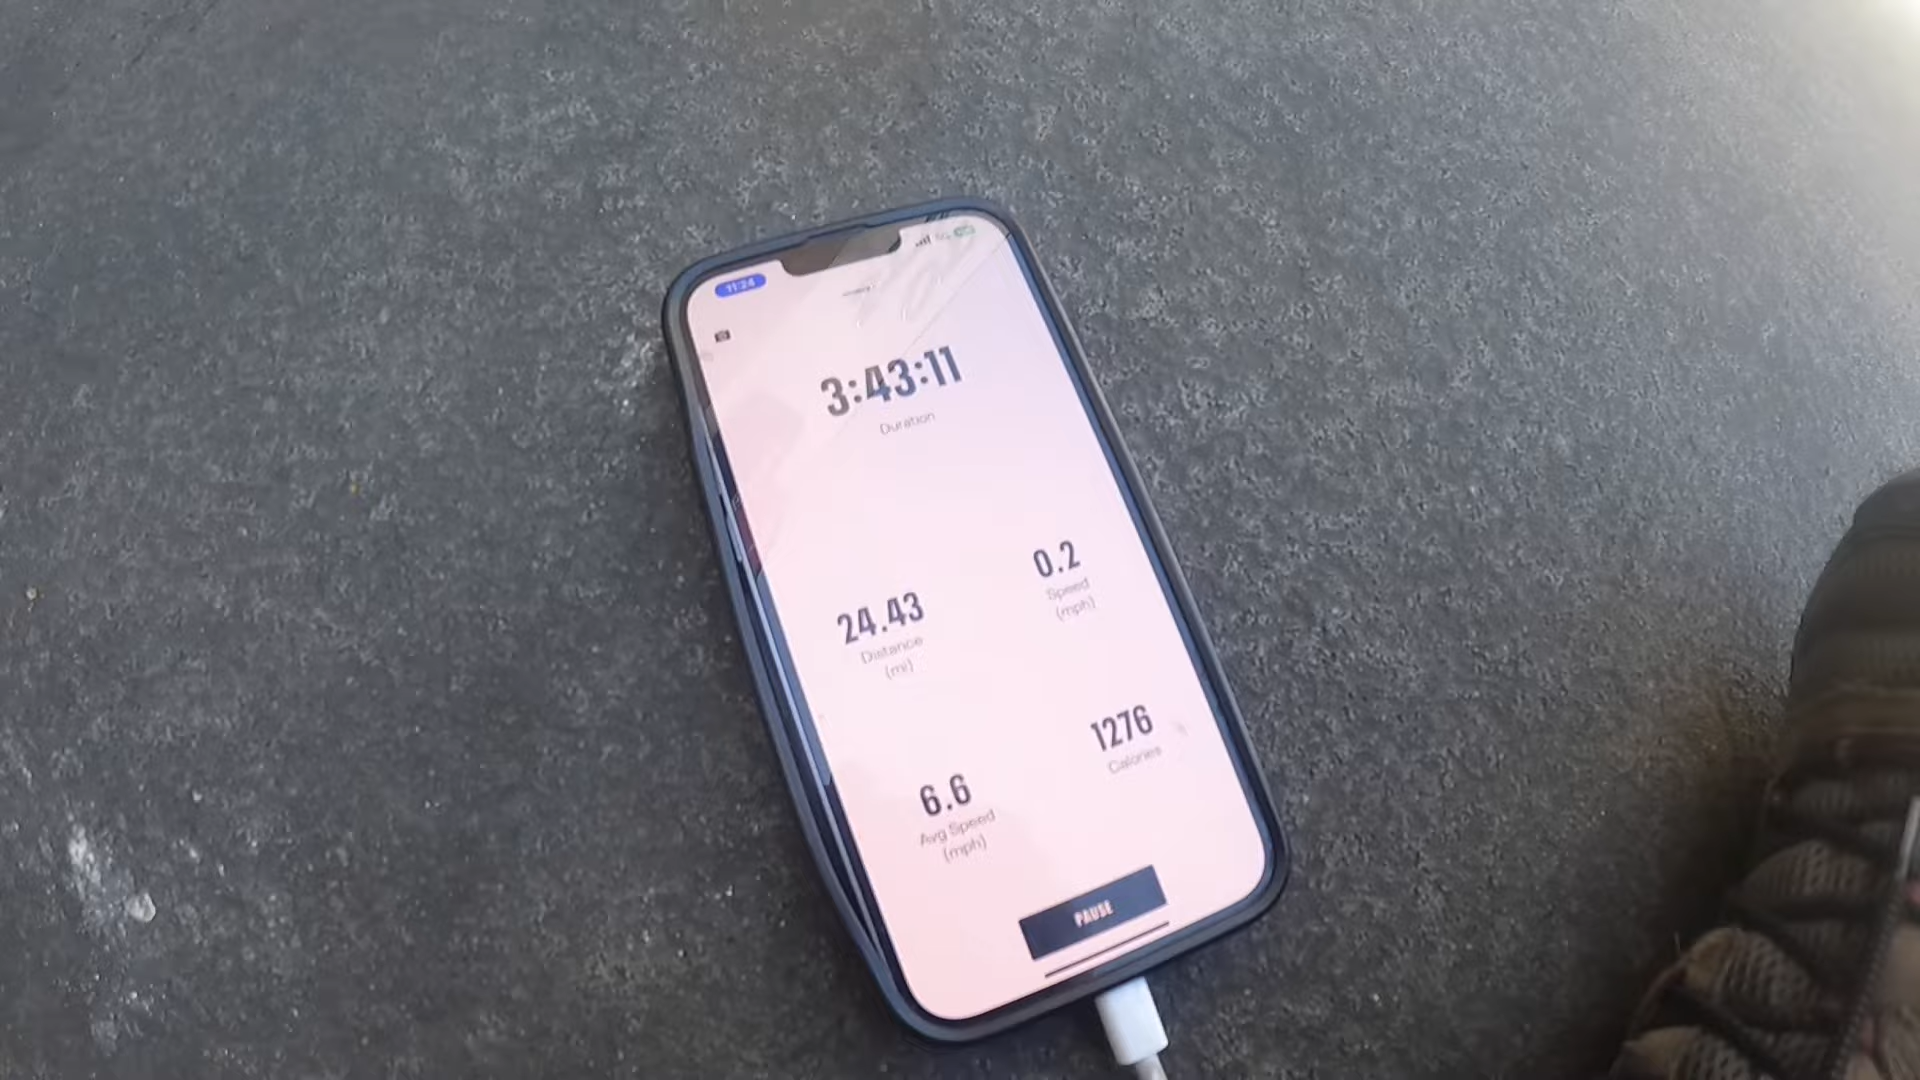 11:24
3:43:11
Duration
24.43
Distance
(mi)
0.2
Speed
(mph)
6.6
Avg Speed
(mph)
1276
Calories
PAUSE